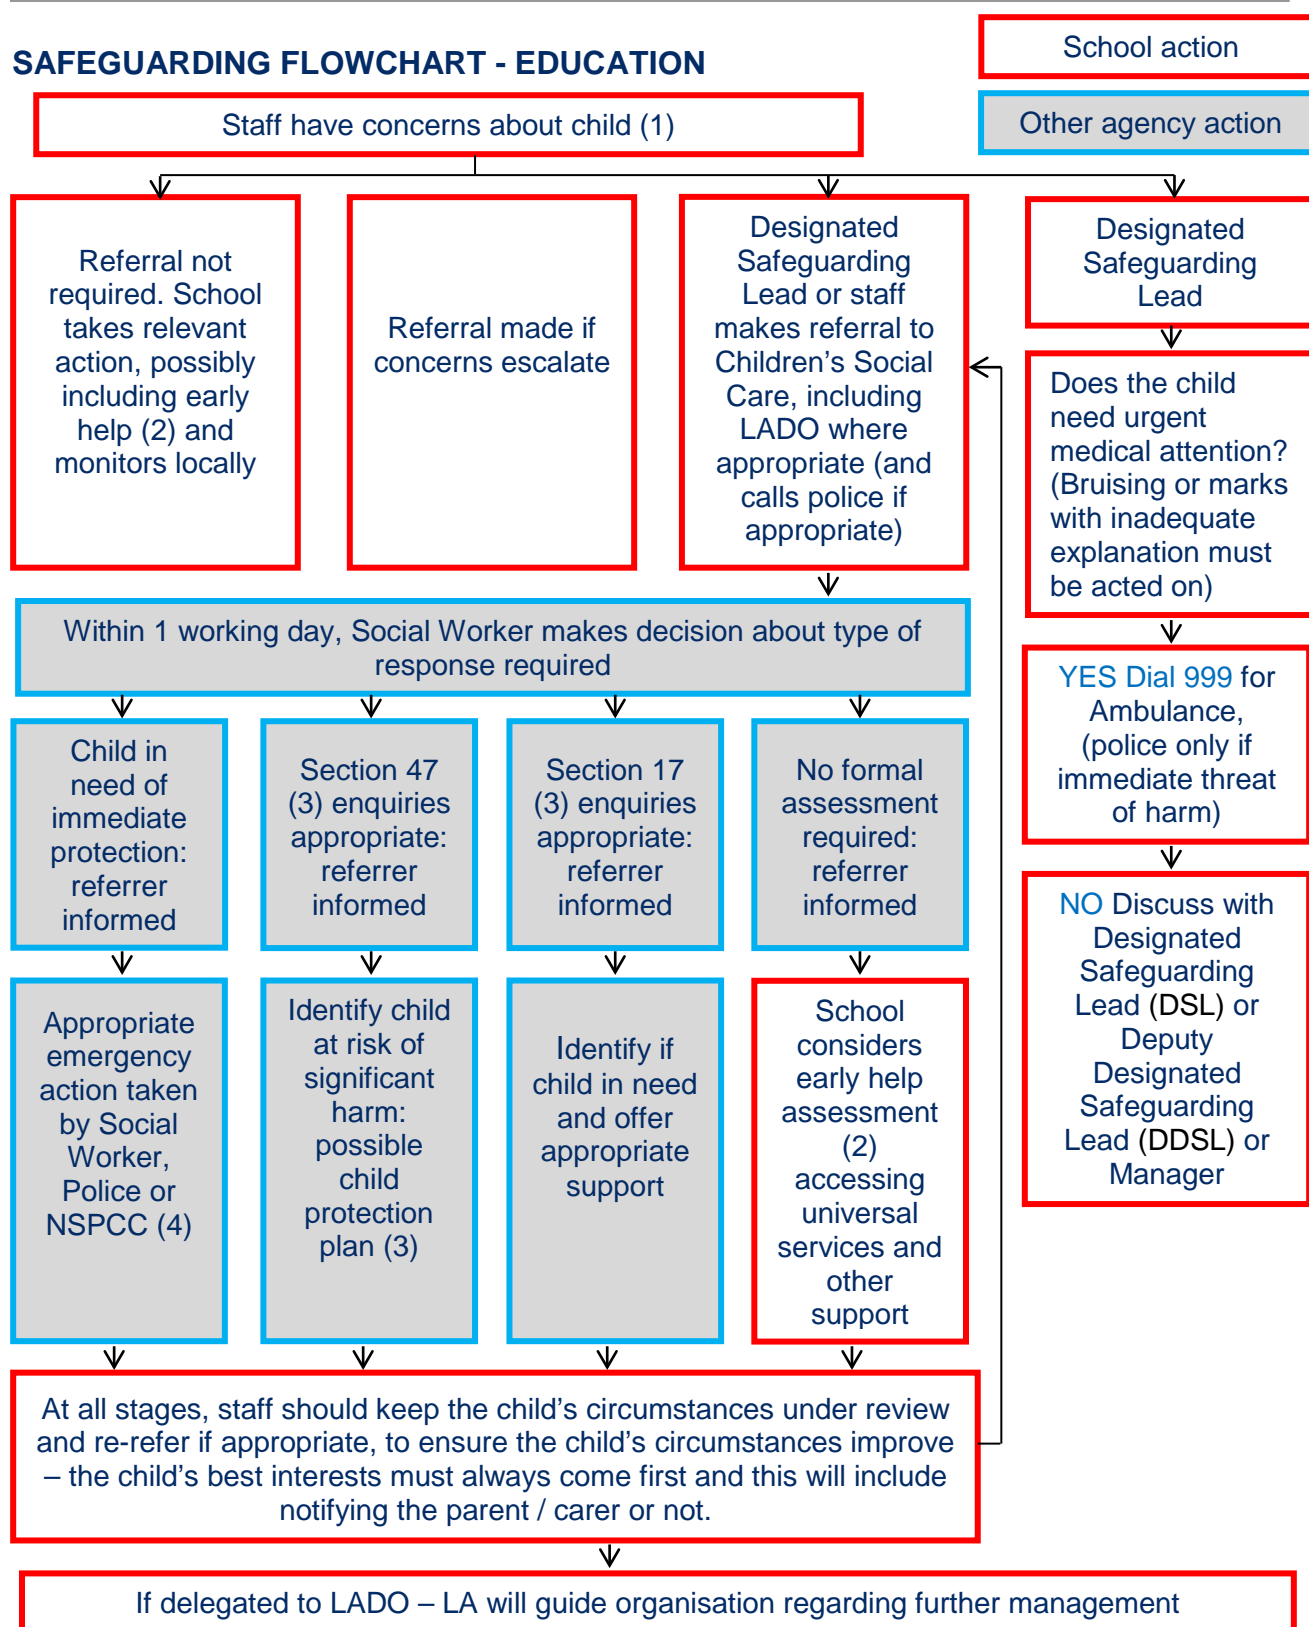 SAFEGUARDING FLOWCHART - EDUCATION
School action
Other agency action
Staff have concerns about child (1)
Referral not
required. School
takes relevant
action, possibly
including early
help (2) and
monitors locally
Referral made if
concerns escalate
Designated
Safeguarding
Lead or staff
makes referral to
Children’s Social
Care, including
LADO where
appropriate (and
calls police if
appropriate)
Designated
Safeguarding
Lead
Does the child
need urgent
medical attention?
(Bruising or marks
with inadequate
explanation must
be acted on)
YES Dial 999 for
Ambulance,
(police only if
immediate threat
of harm)
NO Discuss with
Designated
Safeguarding
Lead (DSL) or
Deputy
Designated
Safeguarding
Lead (DDSL) or
Manager
Within 1 working day, Social Worker makes decision about type of
response required
Child in
need of
immediate
protection:
referrer
informed
Section 47
(3) enquiries
appropriate:
referrer
informed
Section 17
(3) enquiries
appropriate:
referrer
informed
No formal
assessment
required:
referrer
informed
Appropriate
emergency
action taken
by Social
Worker,
Police or
NSPCC (4)
Identify child
at risk of
significant
harm:
possible
child
protection
plan (3)
Identify if
child in need
and offer
appropriate
support
School
considers
early help
assessment
(2)
accessing
universal
services and
other
support
At all stages, staff should keep the child’s circumstances under review
and re-refer if appropriate, to ensure the child’s circumstances improve
– the child’s best interests must always come first and this will include
notifying the parent / carer or not.
If delegated to LADO – LA will guide organisation regarding further management